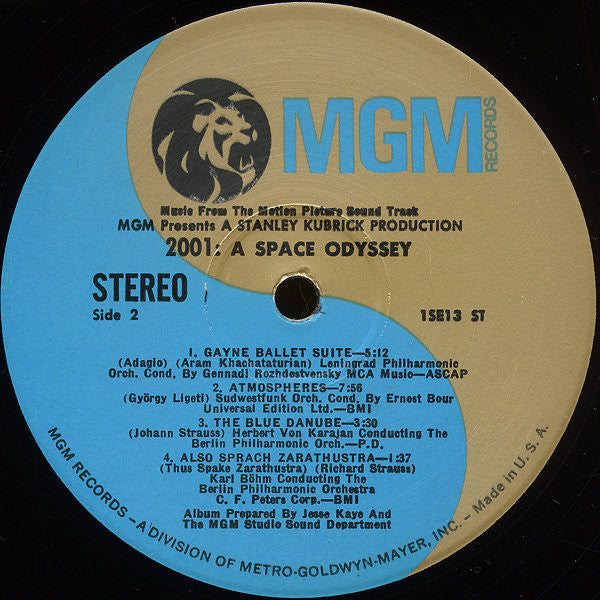 MGM
RECORDS
Music From The Motion Picture Sound Track
MGM Presents A STANLEY KUBRICK PRODUCTION
2001: A SPACE ODYSSEY
STEREO
Side 2
1SE13 ST
1. GAYNE BALLET SUITE—5:12
(Adagio) (Aram Khachataturian) Leningrad Philharmonic
Orch. Cond. By Gennadi Rozhdestvensky MCA Music—ASCAP
2. ATMOSPHERES—7:56
(György Ligeti) Sudwestfunk Orch. Cond. By Ernest Bour
Universal Edition Ltd.—BMI
3. THE BLUE DANUBE—3:30
(Johann Strauss) Herbert Von Karajan Conducting The
Berlin Philharmonic Orch.—P.D.
4. ALSO SPRACH ZARATHUSTRA—1:37
(Thus Spake Zarathustra) (Richard Strauss)
Karl Böhm Conducting The
Berlin Philharmonic Orchestra
C. F. Peters Corp.—BMI
Album Prepared By Jesse Kaye And
The MGM Studio Sound Department
MGM RECORDS – A DIVISION OF METRO-GOLDWYN-MAYER, INC. – Made in U. S. A.